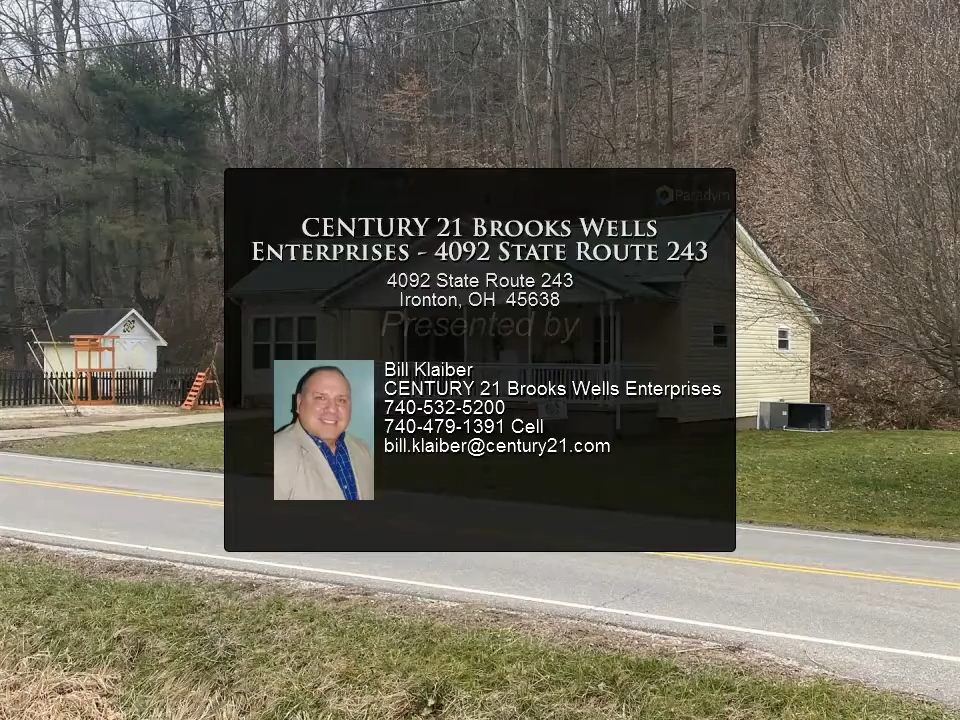 Paradym
CENTURY 21 Brooks Wells
Enterprises - 4092 State Route 243
4092 State Route 243
Ironton, OH 45638
Presented by
Bill Klaiber
CENTURY 21 Brooks Wells Enterprises
740-532-5200
740-479-1391 Cell
bill.klaiber@century21.com